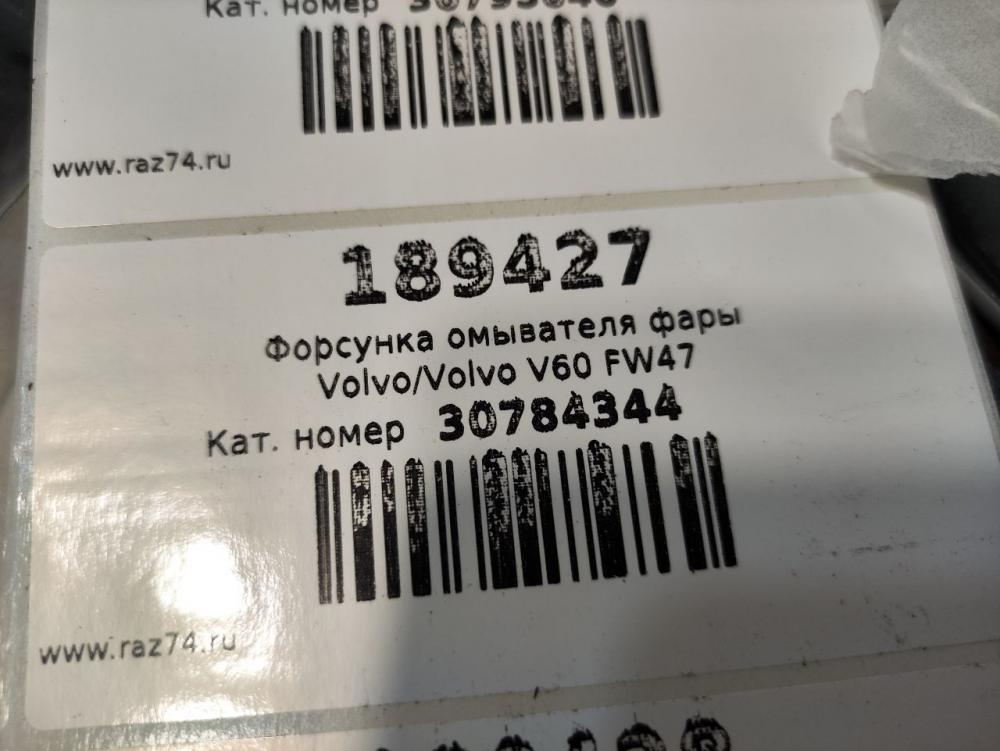 Кат. номер 30795040
www.raz74.ru
189427
Форсунка омывателя фары
Volvo/Volvo V60 FW47
Кат. номер 30784344
www.raz74.ru